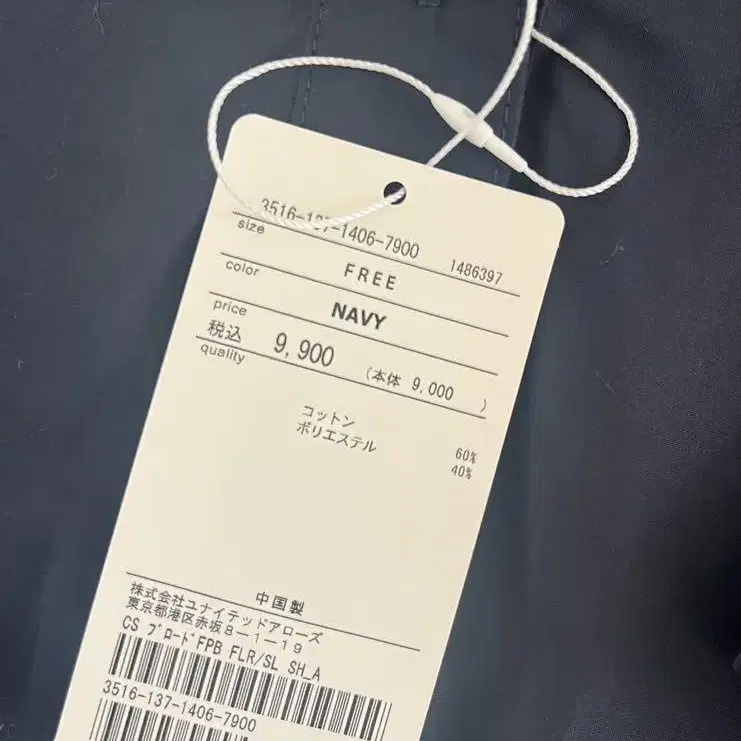 3516-137-1406-7900 1486397
size FREE
color NAVY
price
税込 9,900 (本体 9,000 )
quality
コットン 60%
ポリエステル 40%
中国製
株式会社ユナイテッドアローズ
東京都港区赤坂8-1-19
CS ブロードFPB FLR/SL SH_A
3516-137-1406-7900